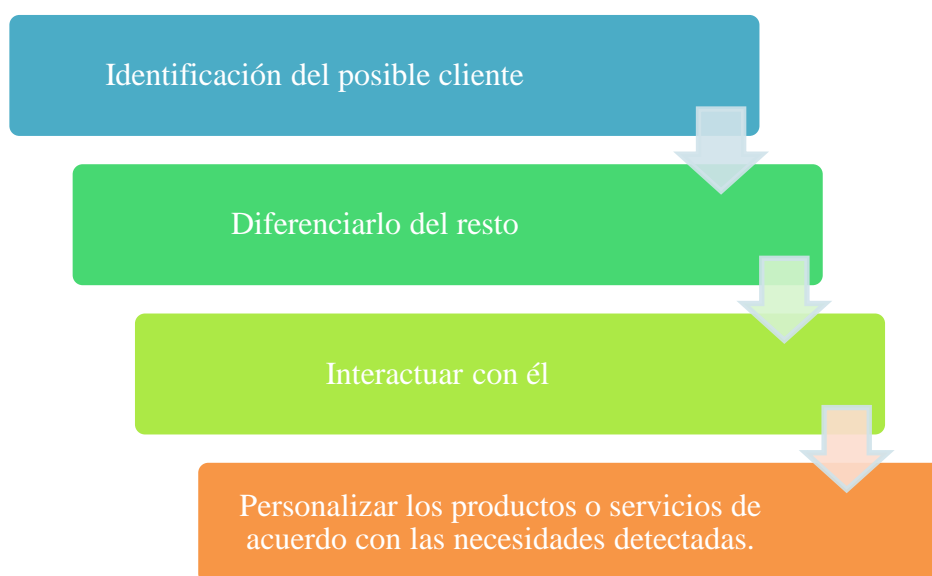 Identificación del posible cliente
Diferenciarlo del resto
Interactuar con él
Personalizar los productos o servicios de
acuerdo con las necesidades detectadas.